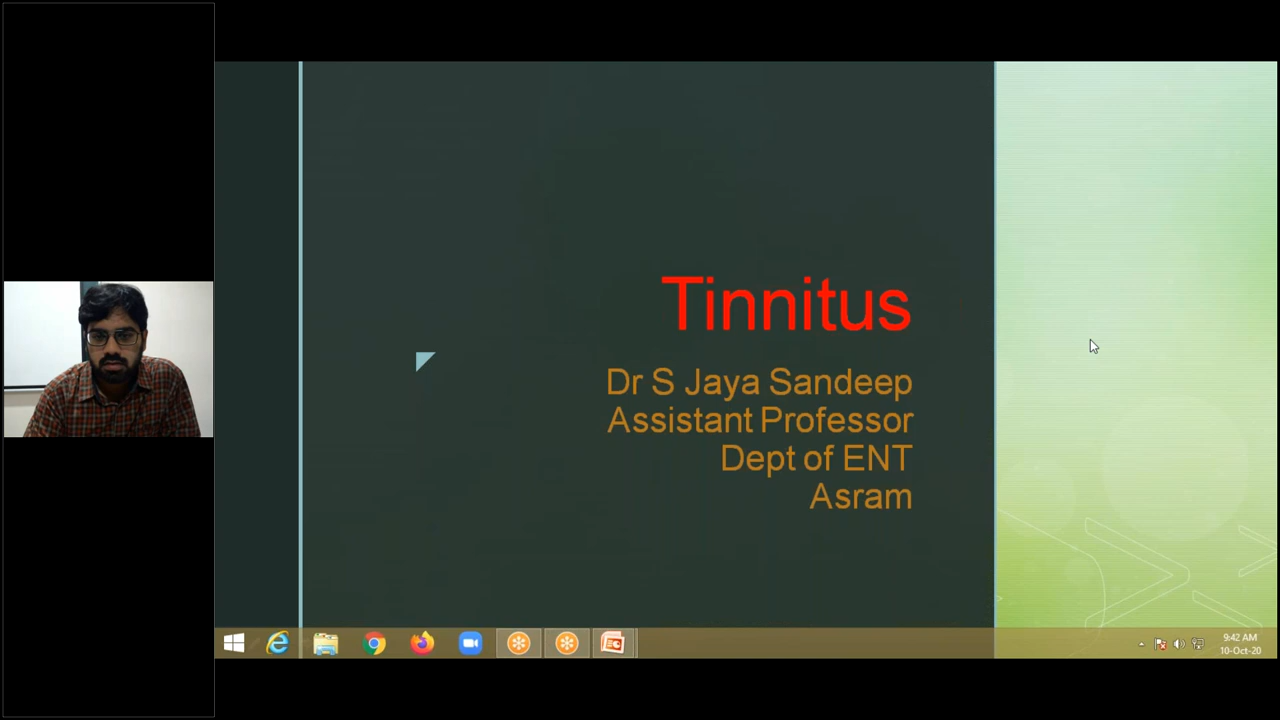 Tinnitus
Dr S Jaya Sandeep
Assistant Professor
Dept of ENT
Asram
9:42 AM
10-Oct-20